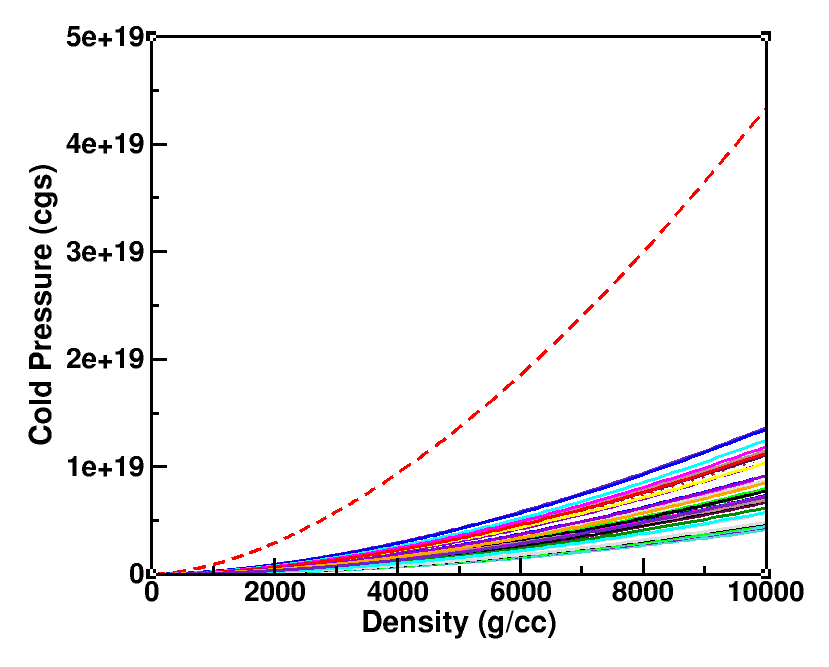 5e+19
4e+19
3e+19
2e+19
1e+19
0
Cold Pressure (cgs)
0 2000 4000 6000 8000 10000
Density (g/cc)